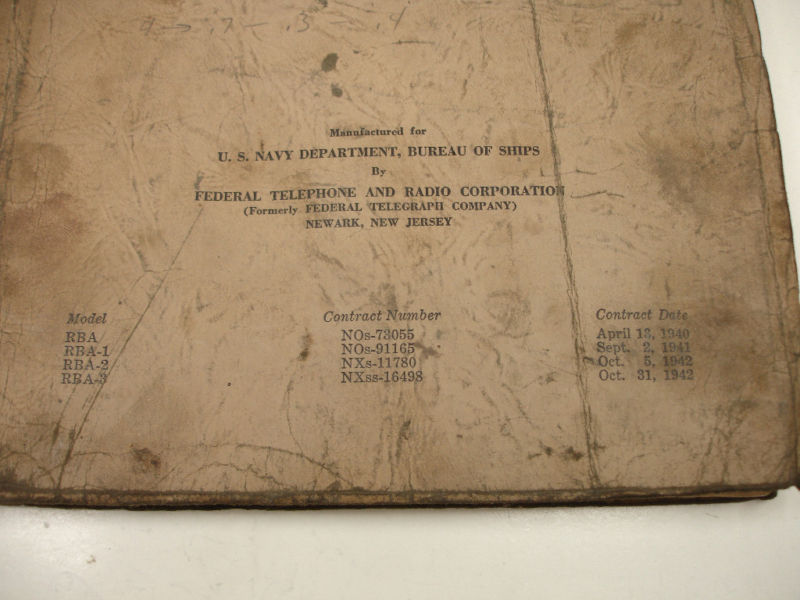 Manufactured for
U. S. NAVY DEPARTMENT, BUREAU OF SHIPS
By
FEDERAL TELEPHONE AND RADIO CORPORATION
(Formerly FEDERAL TELEGRAPH COMPANY)
NEWARK, NEW JERSEY
Model Contract Number Contract Date
RBA NOs-73055 April 13, 1940
RBA-1 NOs-91165 Sept. 2, 1941
RBA-2 NXs-11780 Oct. 5, 1942
RBA-3 NXss-16498 Oct. 31, 1942